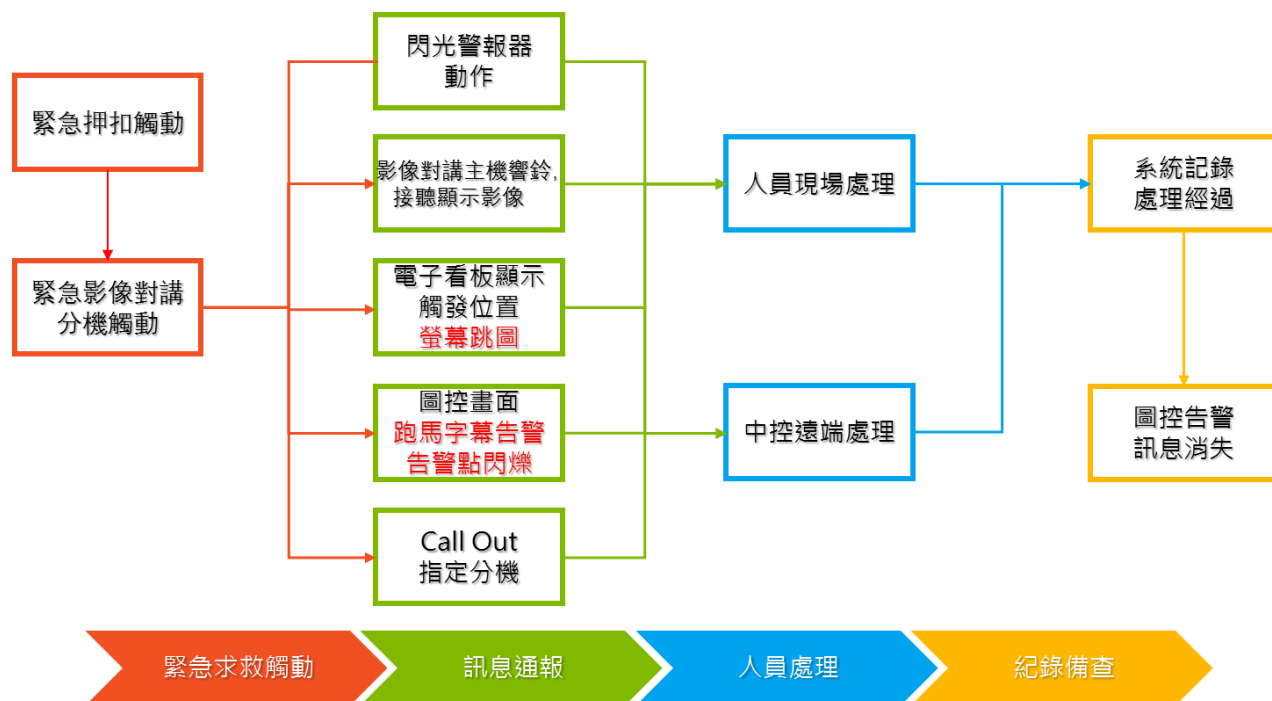 緊急押扣觸動
緊急影像對講
分機觸動
閃光警報器
動作
影像對講主機響鈴,
接聽顯示影像
電子看板顯示
觸發位置
螢幕跳圖
圖控畫面
跑馬字幕告警
告警點閃爍
Call Out
指定分機
人員現場處理
中控遠端處理
系統記錄
處理經過
圖控告警
訊息消失
緊急求救觸動
訊息通報
人員處理
紀錄備查